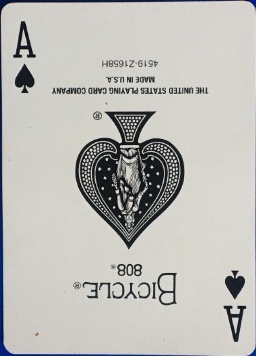 A
BICYCLE®
808®
®
THE UNITED STATES PLAYING CARD COMPANY
MADE IN U.S.A.
4519-Z1658H
A